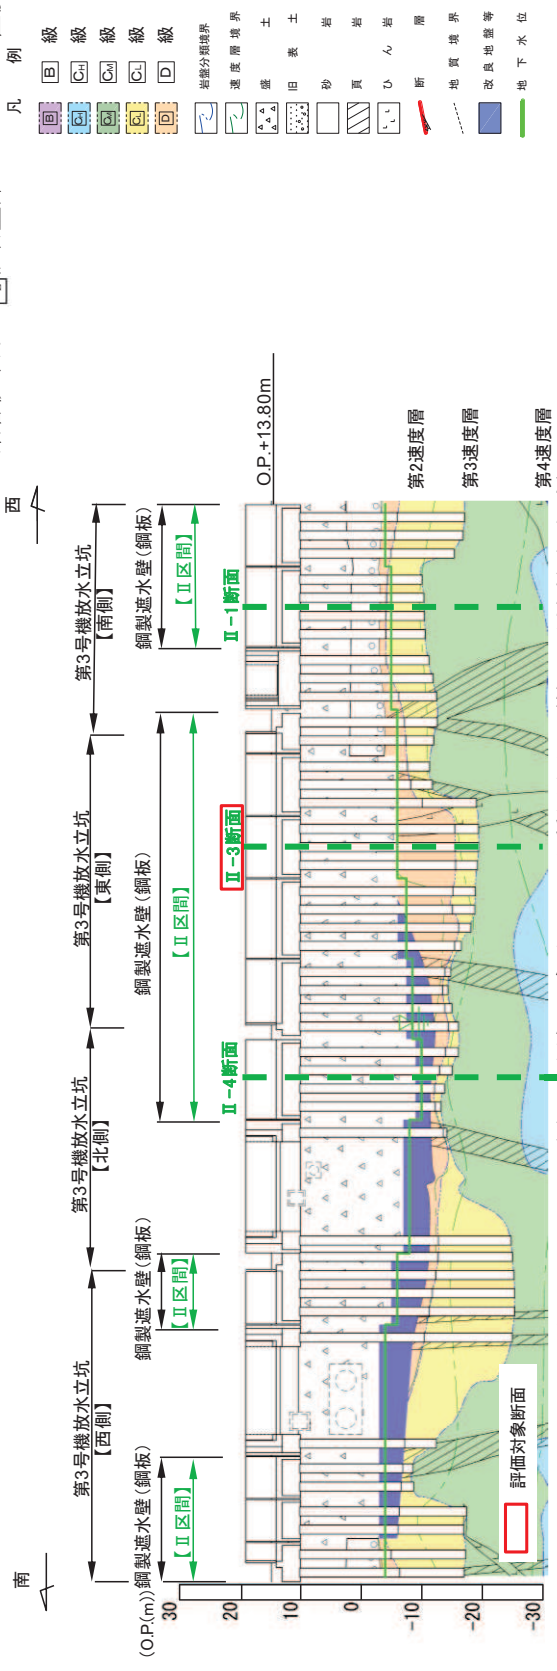 南
西
第3号機放水立坑
【西側】
第3号機放水立坑
【北側】
第3号機放水立坑
【東側】
第3号機放水立坑
【南側】
鋼製遮水壁(鋼板)
【Ⅱ区間】
鋼製遮水壁(鋼板)
【Ⅱ区間】
鋼製遮水壁(鋼板)
【Ⅱ区間】
鋼製遮水壁(鋼板)
【Ⅱ区間】
Ⅱ-4断面
Ⅱ-3断面
Ⅱ-1断面
O.P.+13.80m
(O.P.(m))
30
20
10
0
-10
-20
-30
第2速度層
第3速度層
第4速度層
評価対象断面
凡例
B B 級
CH CH 級
CM CM 級
CL CL 級
D D 級
岩盤分類境界
速度層境界
盛土
旧表土
砂岩
頁岩
ひん岩
断層
地質境界
改良地盤等
地下水位